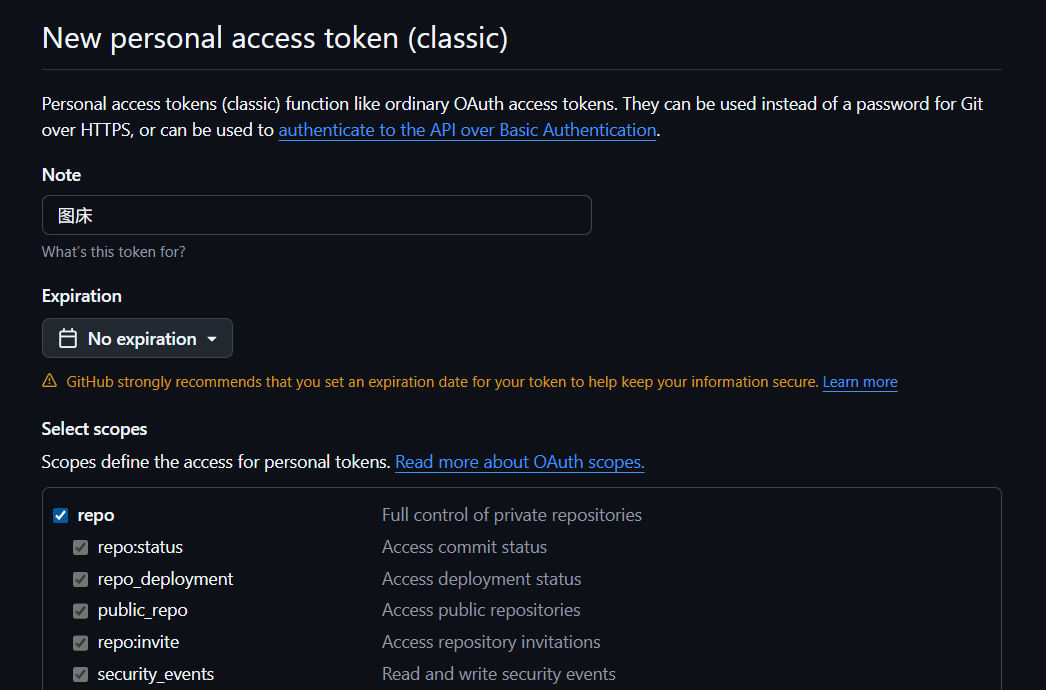 New personal access token (classic)
Personal access tokens (classic) function like ordinary OAuth access tokens. They can be used instead of a password for Git
over HTTPS, or can be used to authenticate to the API over Basic Authentication.
Note
图床
What's this token for?
Expiration
No expiration
GitHub strongly recommends that you set an expiration date for your token to help keep your information secure. Learn more
Select scopes
Scopes define the access for personal tokens. Read more about OAuth scopes.
repo Full control of private repositories
repo:status Access commit status
repo_deployment Access deployment status
public_repo Access public repositories
repo:invite Access repository invitations
security_events Read and write security events